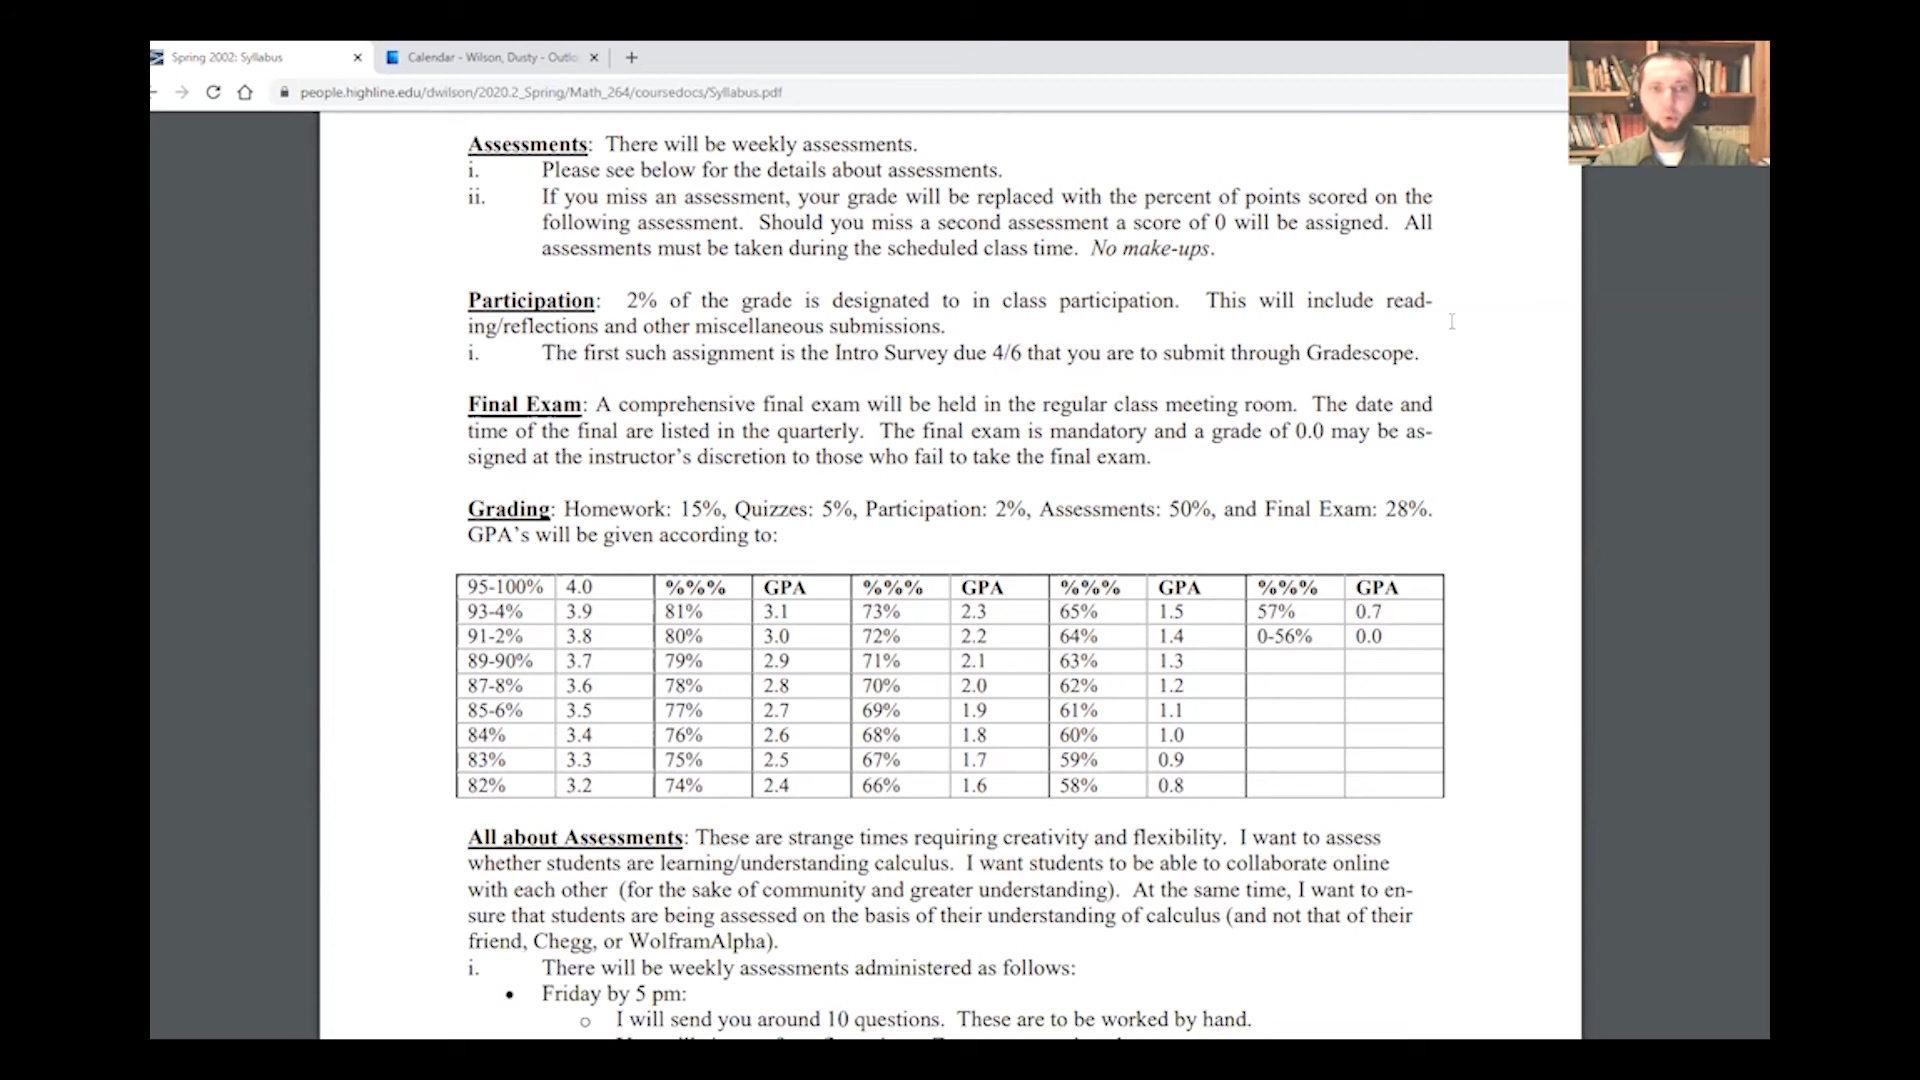 Spring 2002: Syllabus
Calendar - Wilson, Dusty - Outlo
people.highline.edu/dwilson/2020.2_Spring/Math_264/coursedocs/Syllabus.pdf
Assessments: There will be weekly assessments.
i. Please see below for the details about assessments.
ii. If you miss an assessment, your grade will be replaced with the percent of points scored on the
following assessment. Should you miss a second assessment a score of 0 will be assigned. All
assessments must be taken during the scheduled class time. No make-ups.
Participation: 2% of the grade is designated to in class participation. This will include read-
ing/reflections and other miscellaneous submissions.
i. The first such assignment is the Intro Survey due 4/6 that you are to submit through Gradescope.
Final Exam: A comprehensive final exam will be held in the regular class meeting room. The date and
time of the final are listed in the quarterly. The final exam is mandatory and a grade of 0.0 may be as-
signed at the instructor's discretion to those who fail to take the final exam.
Grading: Homework: 15%, Quizzes: 5%, Participation: 2%, Assessments: 50%, and Final Exam: 28%.
GPA's will be given according to:
95-100% 4.0 %%% GPA %%% GPA %%% GPA %%% GPA
93-4% 3.9 81% 3.1 73% 2.3 65% 1.5 57% 0.7
91-2% 3.8 80% 3.0 72% 2.2 64% 1.4 0-56% 0.0
89-90% 3.7 79% 2.9 71% 2.1 63% 1.3
87-8% 3.6 78% 2.8 70% 2.0 62% 1.2
85-6% 3.5 77% 2.7 69% 1.9 61% 1.1
84% 3.4 76% 2.6 68% 1.8 60% 1.0
83% 3.3 75% 2.5 67% 1.7 59% 0.9
82% 3.2 74% 2.4 66% 1.6 58% 0.8
All about Assessments: These are strange times requiring creativity and flexibility. I want to assess
whether students are learning/understanding calculus. I want students to be able to collaborate online
with each other (for the sake of community and greater understanding). At the same time, I want to en-
sure that students are being assessed on the basis of their understanding of calculus (and not that of their
friend, Chegg, or WolframAlpha).
i. There will be weekly assessments administered as follows:
• Friday by 5 pm:
o I will send you around 10 questions. These are to be worked by hand.